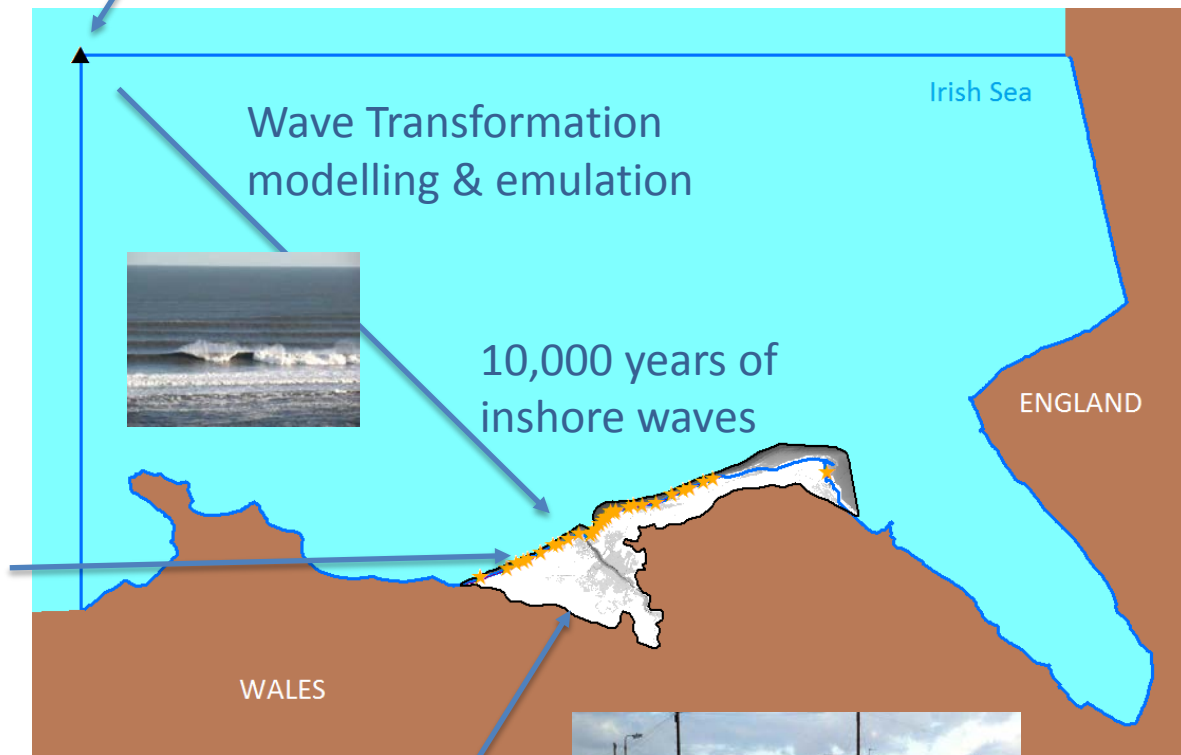 Irish Sea
Wave Transformation
modelling & emulation
10,000 years of
inshore waves
ENGLAND
WALES